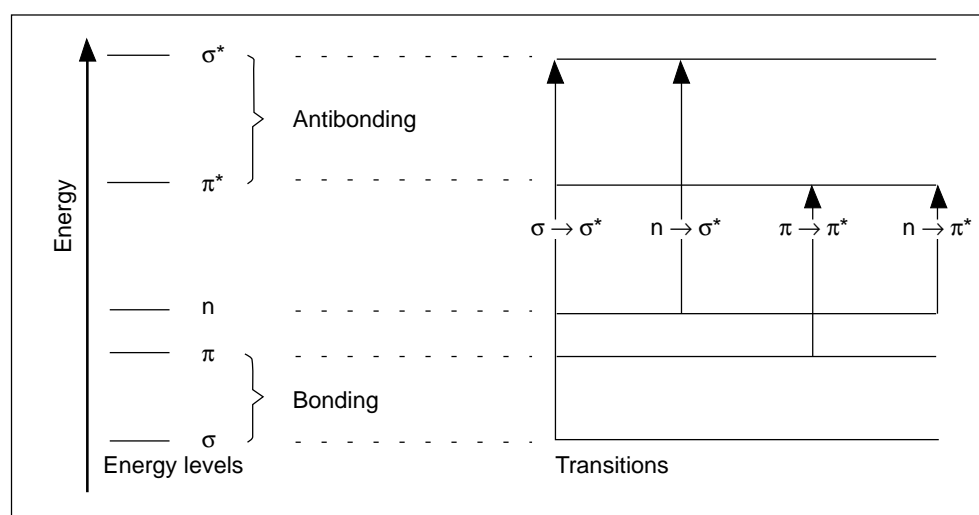 σ*
Antibonding
π*
Energy
σ → σ* n → σ* π → π* n → π*
n
π
Bonding
σ
Energy levels Transitions